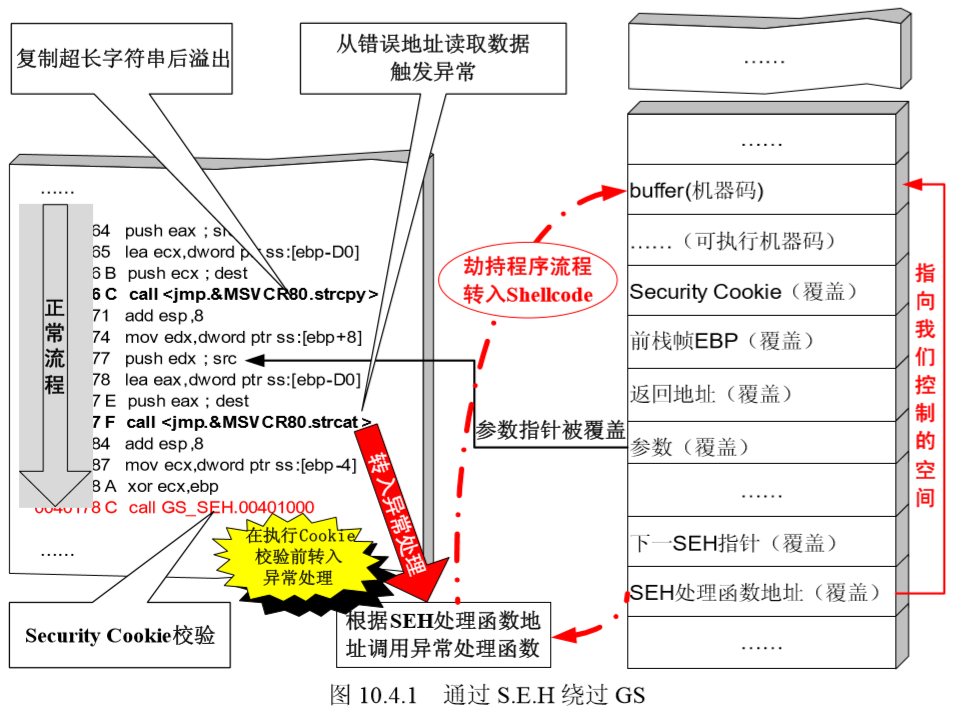 复制超长字符串后溢出
从错误地址读取数据
触发异常
……
64 push eax ; src
65 lea ecx,dword ptr ss:[ebp-D0]
6 B push ecx ; dest
6 C call <jmp.&MSVCR80.strcpy>
71 add esp,8
74 mov edx,dword ptr ss:[ebp+8]
77 push edx ; src
78 lea eax,dword ptr ss:[ebp-D0]
7 E push eax ; dest
7 F call <jmp.&MSVCR80.strcat>
84 add esp,8
87 mov ecx,dword ptr ss:[ebp-4]
8 A xor ecx,ebp
0040178 C call GS_SEH.00401000
……
正常流程
Security Cookie校验
在执行Cookie
校验前转入
异常处理
转入异常处理
根据SEH处理函数地
址调用异常处理函数
劫持程序流程
转入Shellcode
参数指针被覆盖
……
……
buffer(机器码)
……（可执行机器码）
Security Cookie（覆盖）
前栈帧EBP（覆盖）
返回地址（覆盖）
参数（覆盖）
……
下一SEH指针（覆盖）
SEH处理函数地址（覆盖）
……
指向我们控制的空间
图 10.4.1 通过 S.E.H 绕过 GS